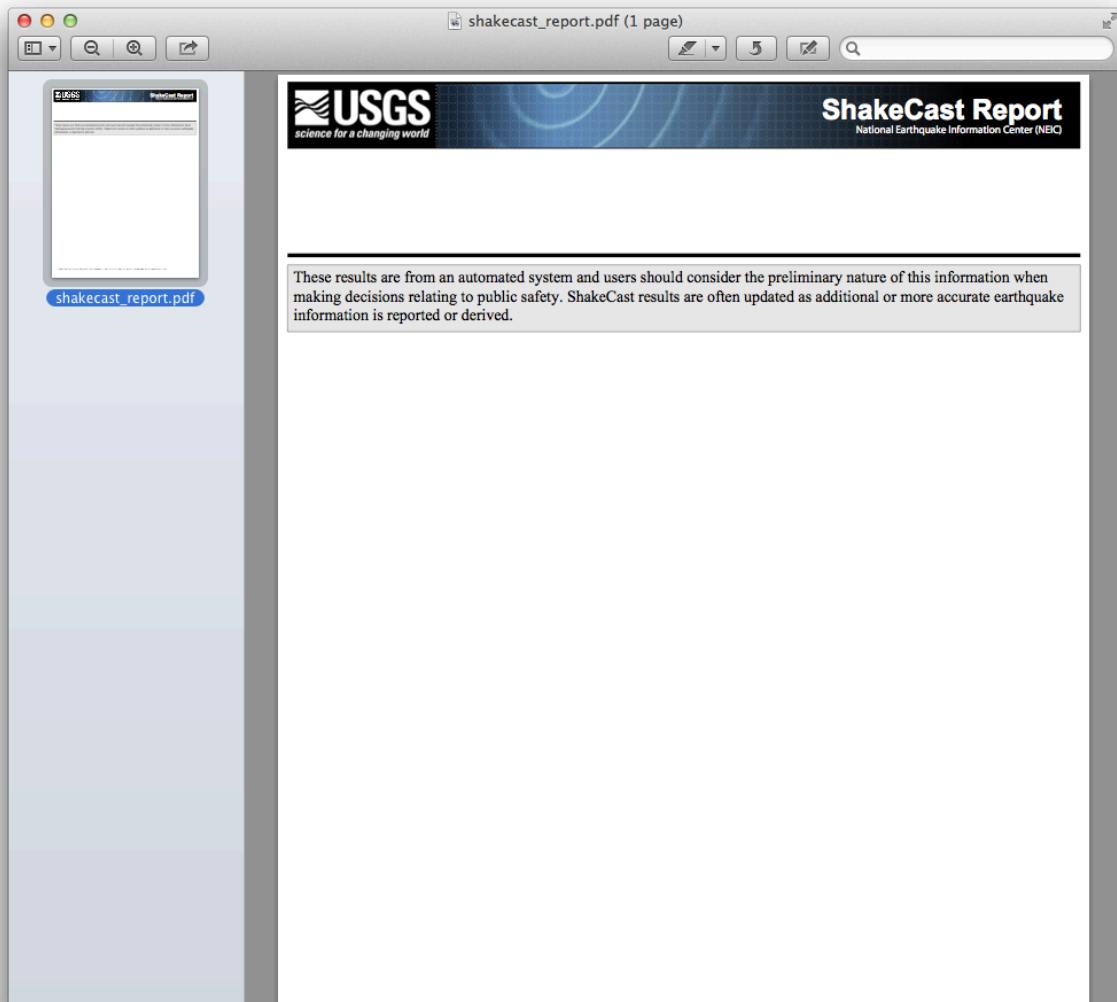 shakecast_report.pdf (1 page)
USGS
science for a changing world
ShakeCast Report
National Earthquake Information Center (NEIC)
These results are from an automated system and users should consider the preliminary nature of this information when
making decisions relating to public safety. ShakeCast results are often updated as additional or more accurate earthquake
information is reported or derived.
USGS
ShakeCast Report
shakecast_report.pdf